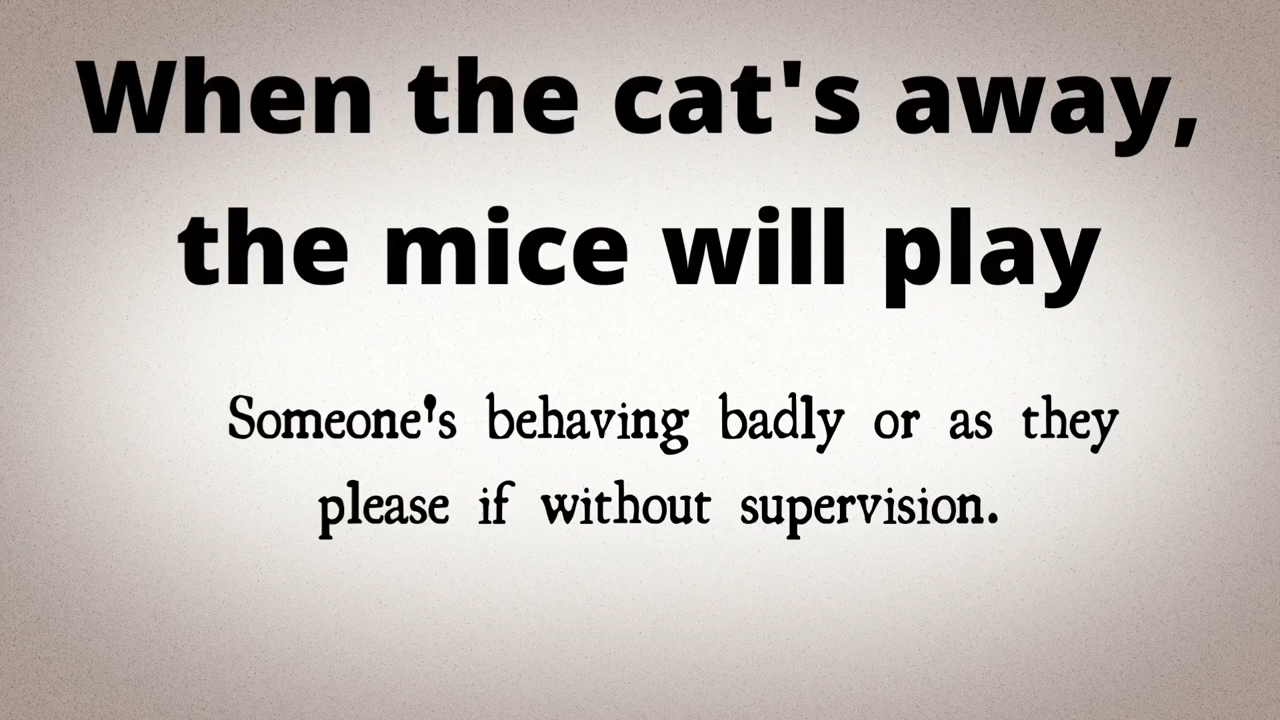 When the cat's away,
the mice will play
Someone's behaving badly or as they
please if without supervision.